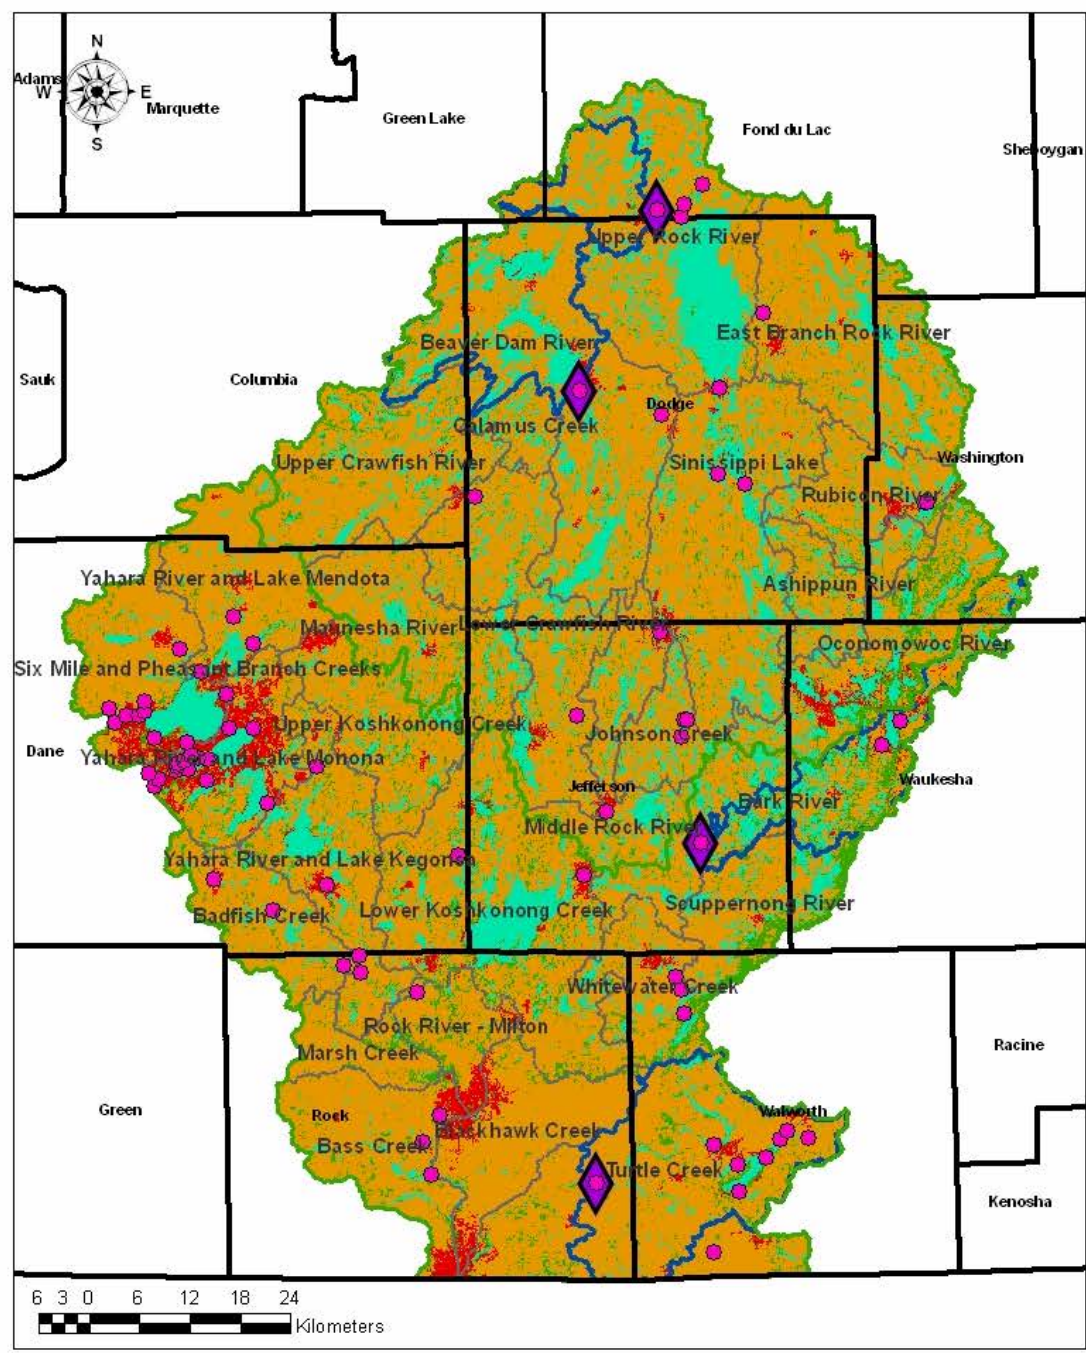 N
Adams
W
E
Marquette
S
Green Lake
Fond du Lac
Sheboygan
Upper Rock River
East Branch Rock River
Beaver Dam River
Sauk
Columbia
Dodge
Calamus Creek
Upper Crawfish River
Sinissippi Lake
Washington
Rubicon River
Yahara River and Lake Mendota
Ashippun River
Maunesha River
Lower Crawfish River
Oconomowoc River
Six Mile and Pheasant Branch Creeks
Upper Koshkonong Creek
Johnson Creek
Dane
Yahara River and Lake Monona
Waukesha
Jefferson
Bark River
Middle Rock River
Yahara River and Lake Kegonsa
Scuppernong River
Badfish Creek
Lower Koshkonong Creek
Whitewater Creek
Rock River - Milton
Marsh Creek
Racine
Green
Rock
Walworth
Blackhawk Creek
Bass Creek
Turtle Creek
Kenosha
6 3 0 6 12 18 24
Kilometers